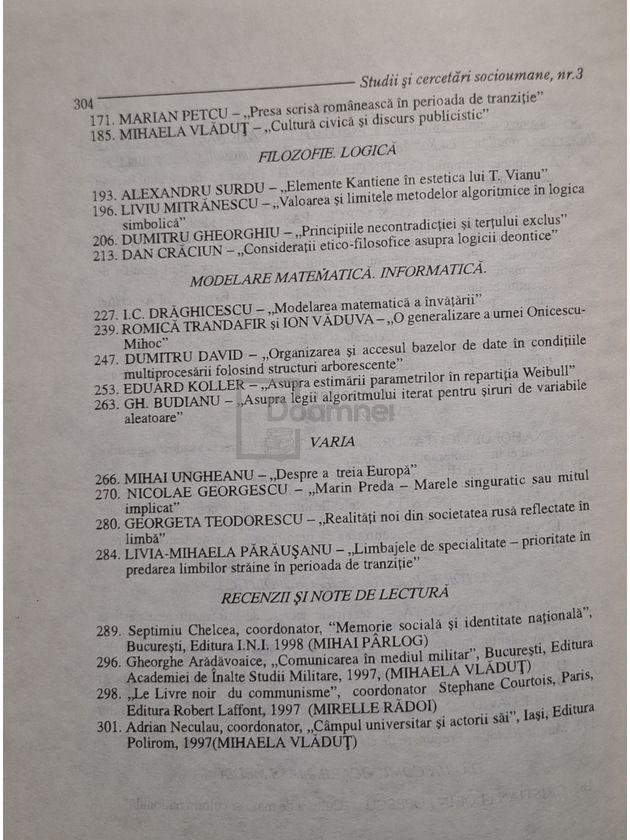 304 Studii și cercetări socioumane, nr.3
171. MARIAN PETCU – „Presa scrisă românească în perioada de tranziție”
185. MIHAELA VLĂDUȚ – „Cultură civică și discurs publicistic”
FILOZOFIE. LOGICĂ
193. ALEXANDRU SURDU – „Elemente Kantiene în estetica lui T. Vianu”
196. LIVIU MITRĂNESCU – „Valoarea și limitele metodelor algoritmice în logica
simbolică”
206. DUMITRU GHEORGHIU – „Principiile necontradicției și terțului exclus”
213. DAN CRĂCIUN – „Considerații etico-filosofice asupra logicii deontice”
MODELARE MATEMATICĂ. INFORMATICĂ.
227. I.C. DRĂGHICESCU – „Modelarea matematică a învățării”
239. ROMICĂ TRANDAFIR și ION VĂDUVA – „O generalizare a urnei Onicescu-
Mihoc”
247. DUMITRU DAVID – „Organizarea și accesul bazelor de date în condițiile
multiprocesării folosind structuri arborescente”
253. EDUARD KOLLER – „Asupra estimării parametrilor în repartiția Weibull”
263. GH. BUDIANU – „Asupra legii algoritmului iterat pentru șiruri de variabile
aleatoare”
Doamnei
VARIA
266. MIHAI UNGHEANU – „Despre a treia Europă”
270. NICOLAE GEORGESCU – „Marin Preda – Marele singuratic sau mitul
implicat”
280. GEORGETA TEODORESCU – „Realități noi din societatea rusă reflectate în
limbă”
284. LIVIA-MIHAELA PĂRĂUȘANU – „Limbajele de specialitate – prioritate în
predarea limbilor străine în perioada de tranziție”
RECENZII ȘI NOTE DE LECTURĂ
289. Septimiu Chelcea, coordonator, “Memorie socială și identitate națională”,
București, Editura I.N.I. 1998 (MIHAI PÂRLOG)
296. Gheorghe Arădăvoaice, „Comunicarea în mediul militar”, București, Editura
Academiei de Înalte Studii Militare, 1997, (MIHAELA VLĂDUȚ)
298. „Le Livre noir du communisme”, coordonator Stephane Courtois, Paris,
Editura Robert Laffont, 1997 (MIRELLE RĂDOI)
301. Adrian Neculau, coordonator, „Câmpul universitar și actorii săi”, Iași, Editura
Polirom, 1997(MIHAELA VLĂDUȚ)